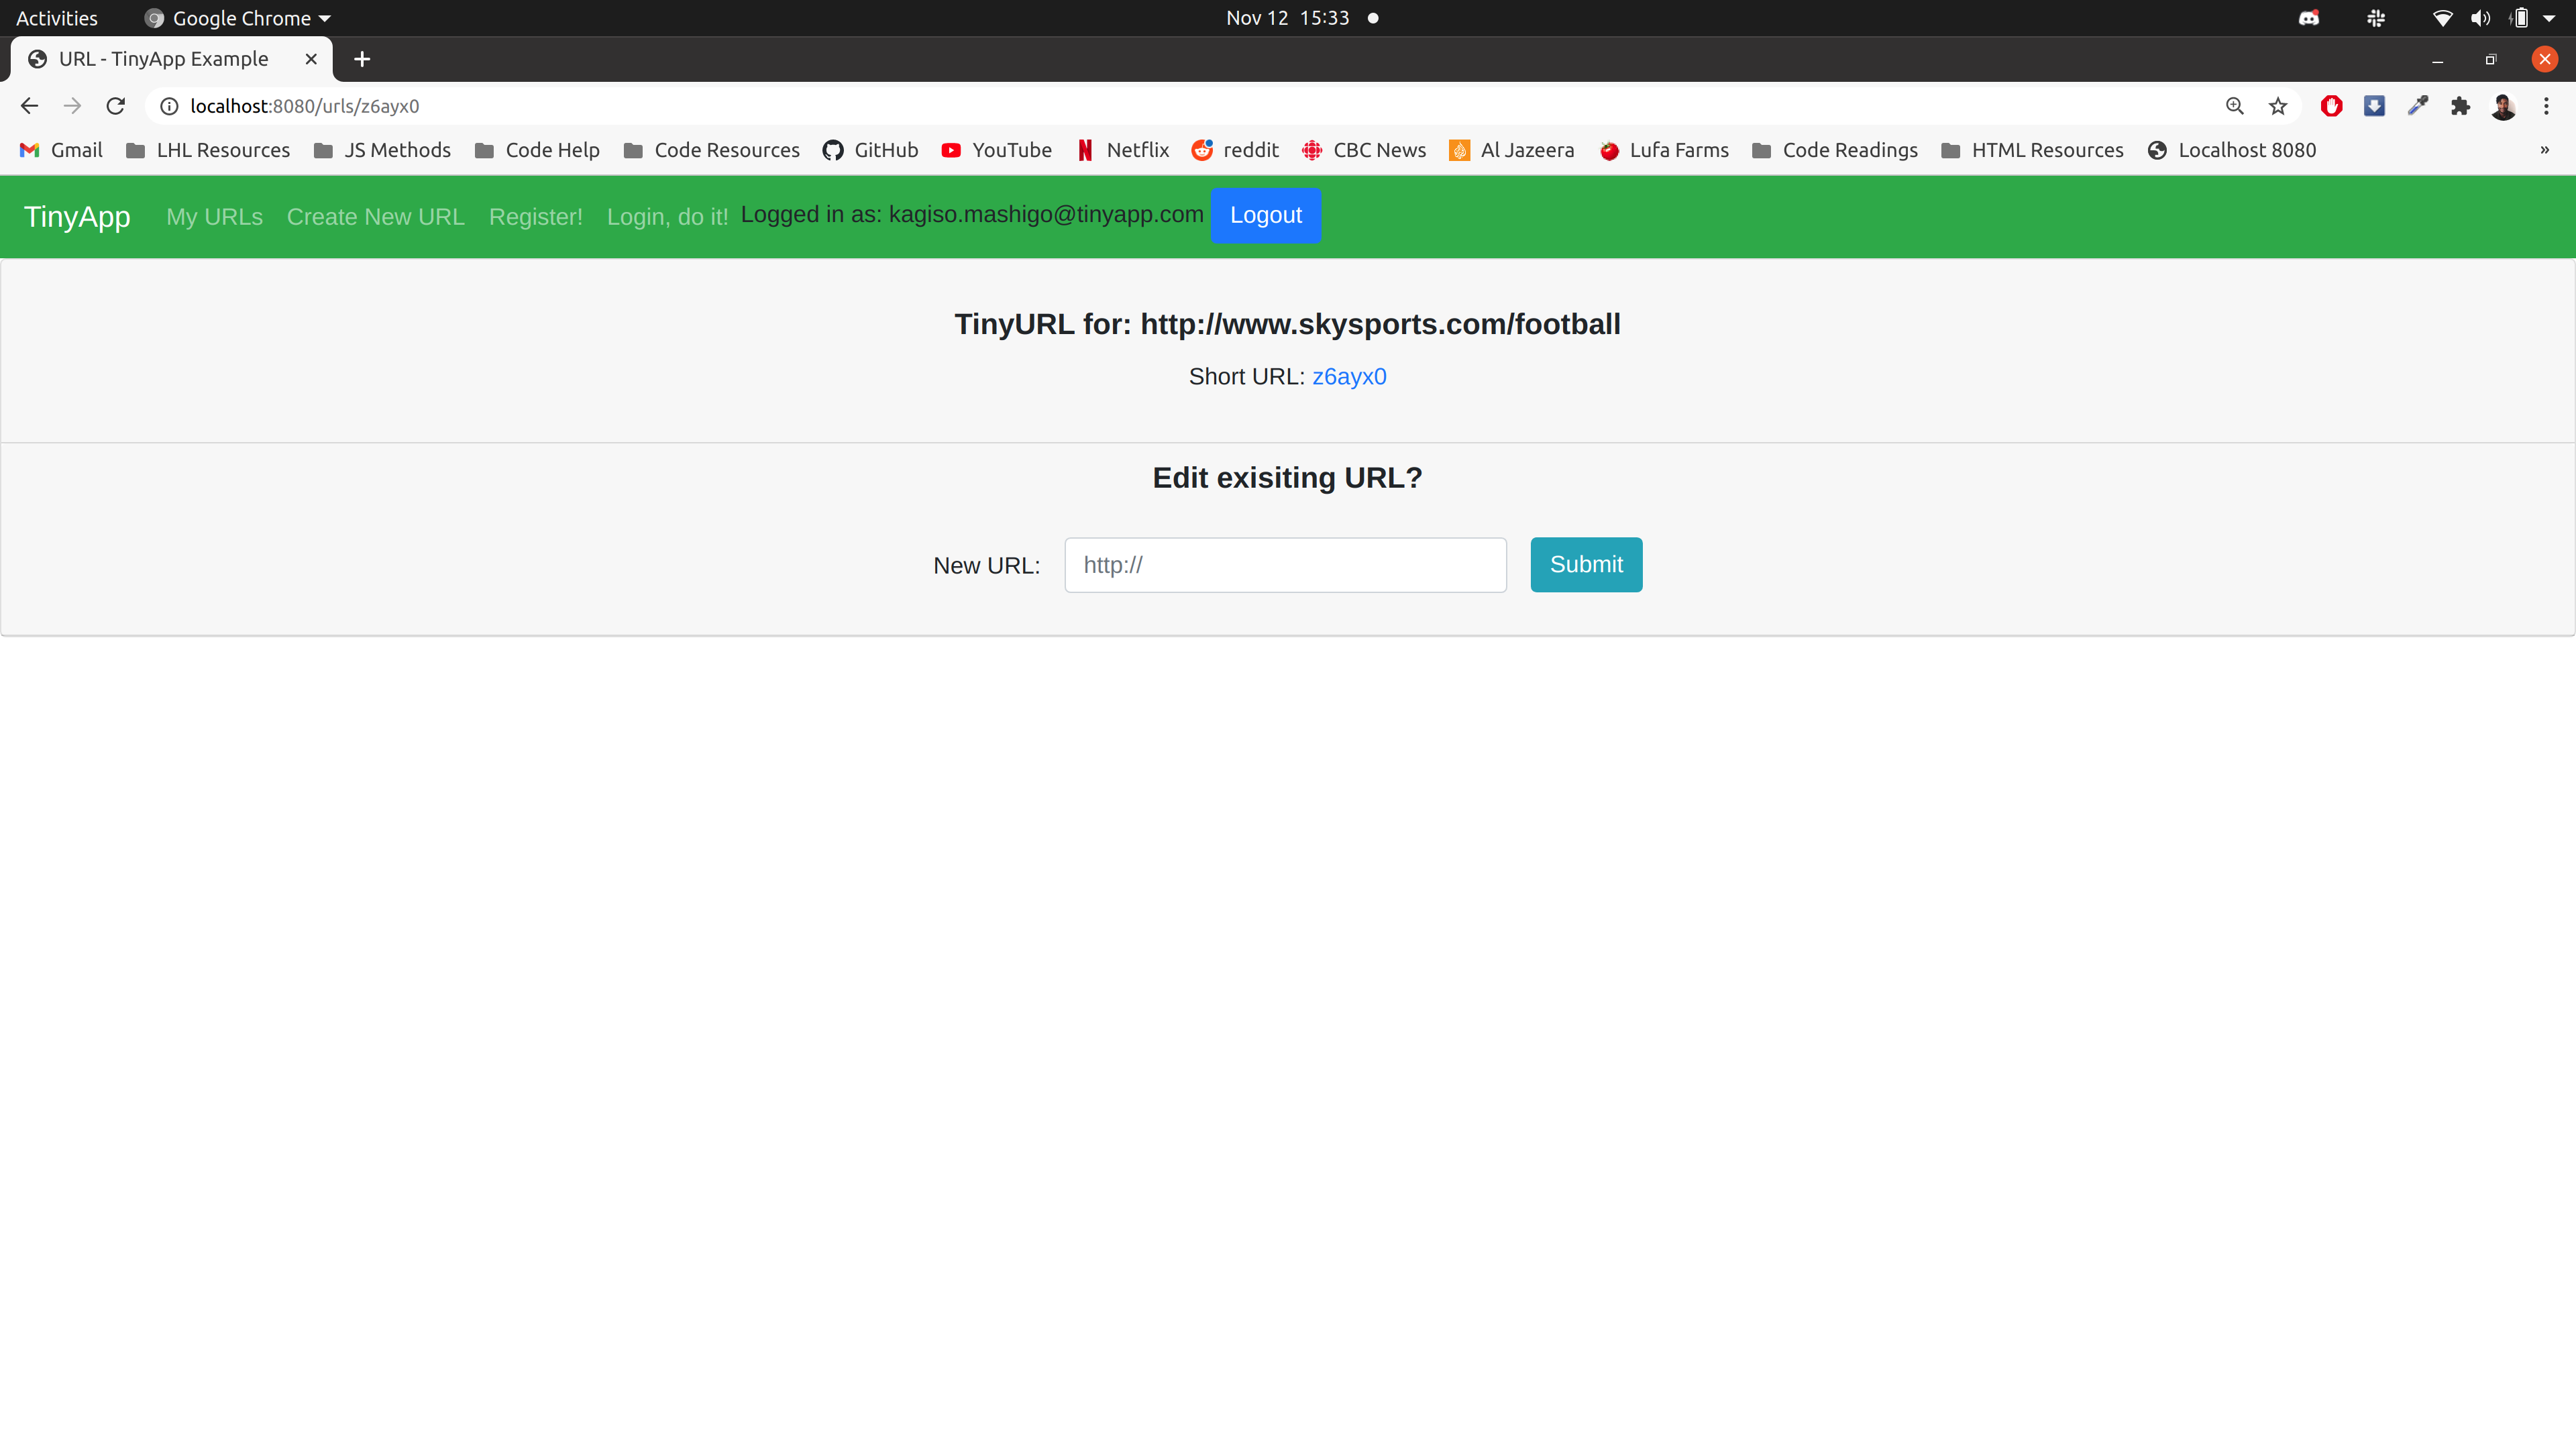 Activities Google Chrome Nov 12 15:33
URL - TinyApp Example
localhost:8080/urls/z6ayx0
Gmail LHL Resources JS Methods Code Help Code Resources GitHub YouTube Netflix reddit CBC News Al Jazeera Lufa Farms Code Readings HTML Resources Localhost 8080 »
TinyApp My URLs Create New URL Register! Login, do it! Logged in as: kagiso.mashigo@tinyapp.com Logout
TinyURL for: http://www.skysports.com/football
Short URL: z6ayx0
Edit exisiting URL?
New URL: http:// Submit